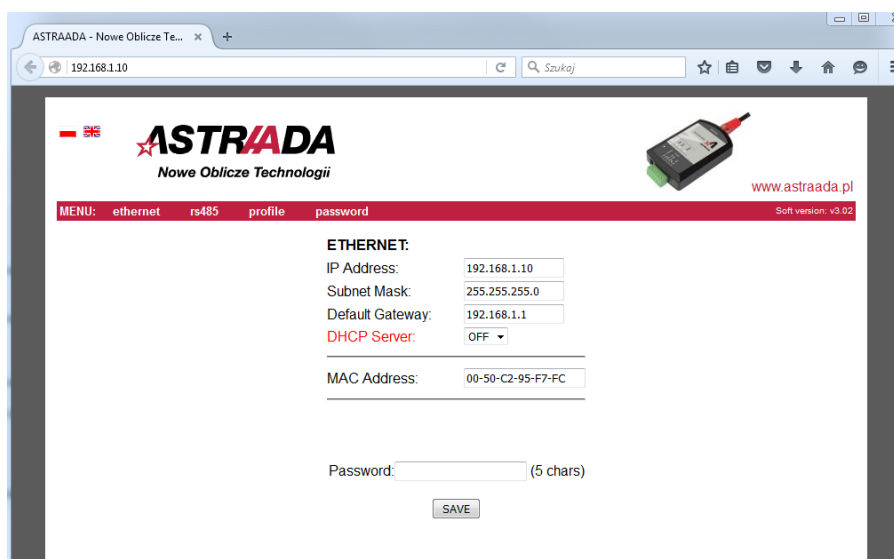 ASTRAADA - Nowe Oblicze Te... × +
192.168.1.10
Szukaj
ASTRAADA
Nowe Oblicze Technologii
www.astraada.pl
MENU: ethernet rs485 profile password Soft version: v3.02
ETHERNET:
IP Address: 192.168.1.10
Subnet Mask: 255.255.255.0
Default Gateway: 192.168.1.1
DHCP Server: OFF
MAC Address: 00-50-C2-95-F7-FC
Password: (5 chars)
SAVE